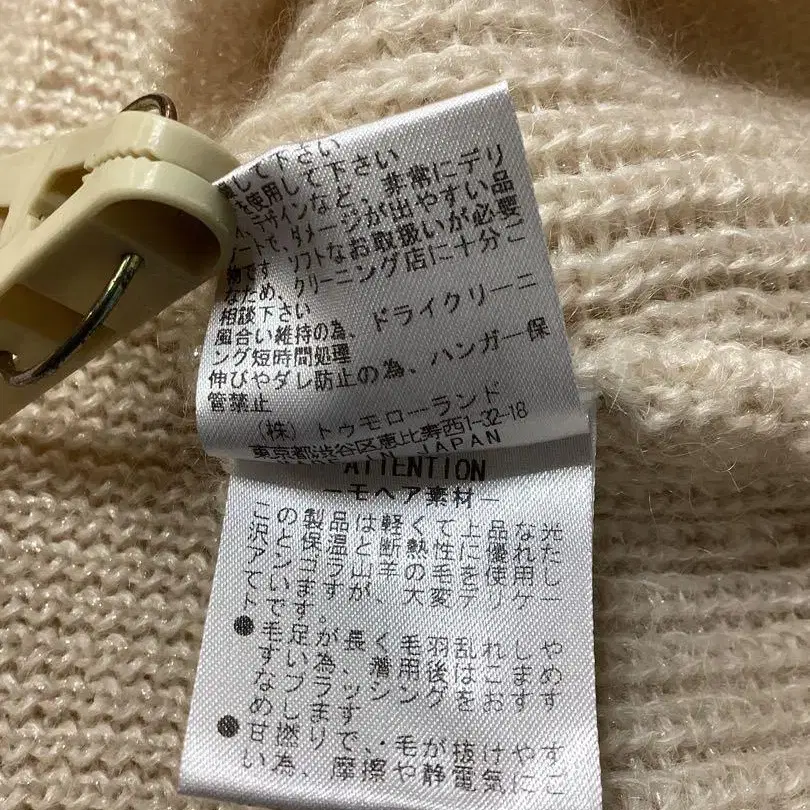 して下さい
を使用して下さい
、デザインなど、非常にデリ
ートで、ダメージが出やすい品
物です ソフトなお取扱いが必要
なため、クリーニング店に十分ご
相談下さい
風合い維持の為、ドライクリーニ
ング短時間処理
伸びやダレ防止の為、ハンガー保
管禁止
(株) トゥモローランド
東京都渋谷区恵比寿西1-32-18
MADE IN JAPAN
ATTENTION
―モヘア素材―
この製品は軽くて上品な光
沢と保温と断熱性に優れた
アンゴラ山羊の毛を使用し
ていますが、大変デリケー
トです。
●毛足が長く毛羽乱れしや
すい為、着用後はこまめ
なブラッシングをおすす
めします
●甘撚りで、毛が抜けやす
い為、摩擦や静電気にご